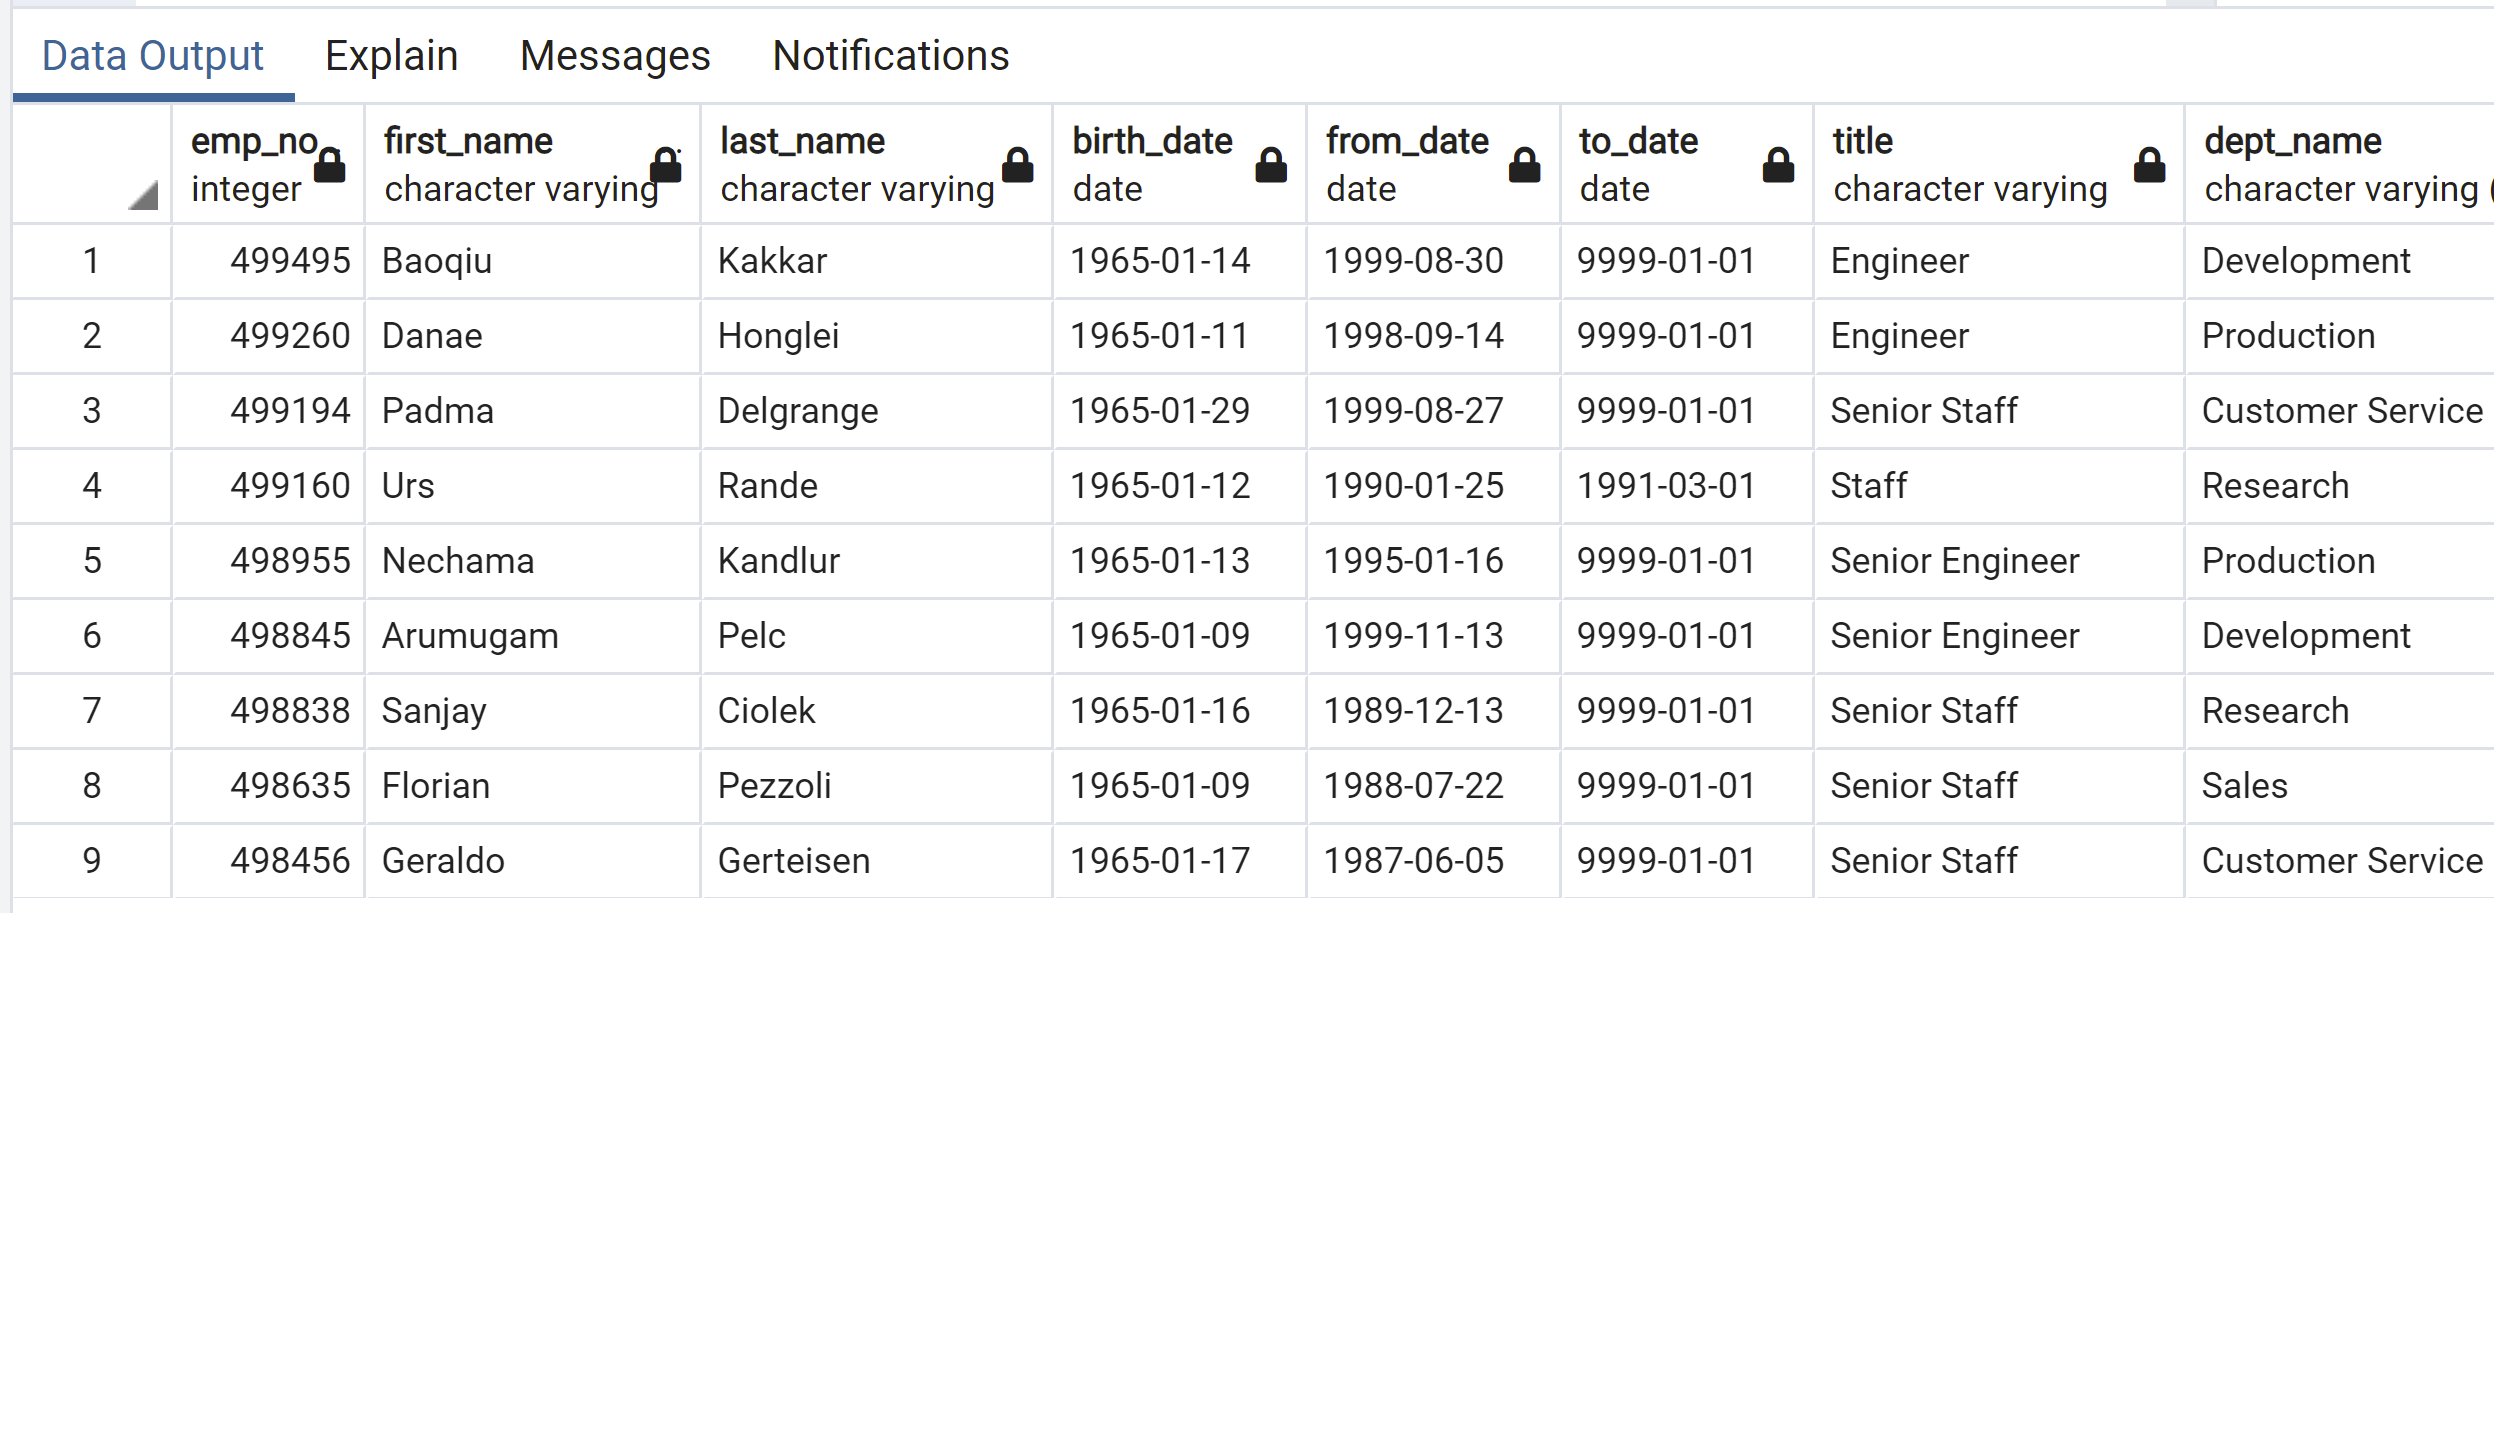 Data Output Explain Messages Notifications
emp_no first_name last_name birth_date from_date to_date title dept_name
integer character varying character varying date date date character varying character varying (
1 499495 Baoqiu Kakkar 1965-01-14 1999-08-30 9999-01-01 Engineer Development
2 499260 Danae Honglei 1965-01-11 1998-09-14 9999-01-01 Engineer Production
3 499194 Padma Delgrange 1965-01-29 1999-08-27 9999-01-01 Senior Staff Customer Service
4 499160 Urs Rande 1965-01-12 1990-01-25 1991-03-01 Staff Research
5 498955 Nechama Kandlur 1965-01-13 1995-01-16 9999-01-01 Senior Engineer Production
6 498845 Arumugam Pelc 1965-01-09 1999-11-13 9999-01-01 Senior Engineer Development
7 498838 Sanjay Ciolek 1965-01-16 1989-12-13 9999-01-01 Senior Staff Research
8 498635 Florian Pezzoli 1965-01-09 1988-07-22 9999-01-01 Senior Staff Sales
9 498456 Geraldo Gerteisen 1965-01-17 1987-06-05 9999-01-01 Senior Staff Customer Service